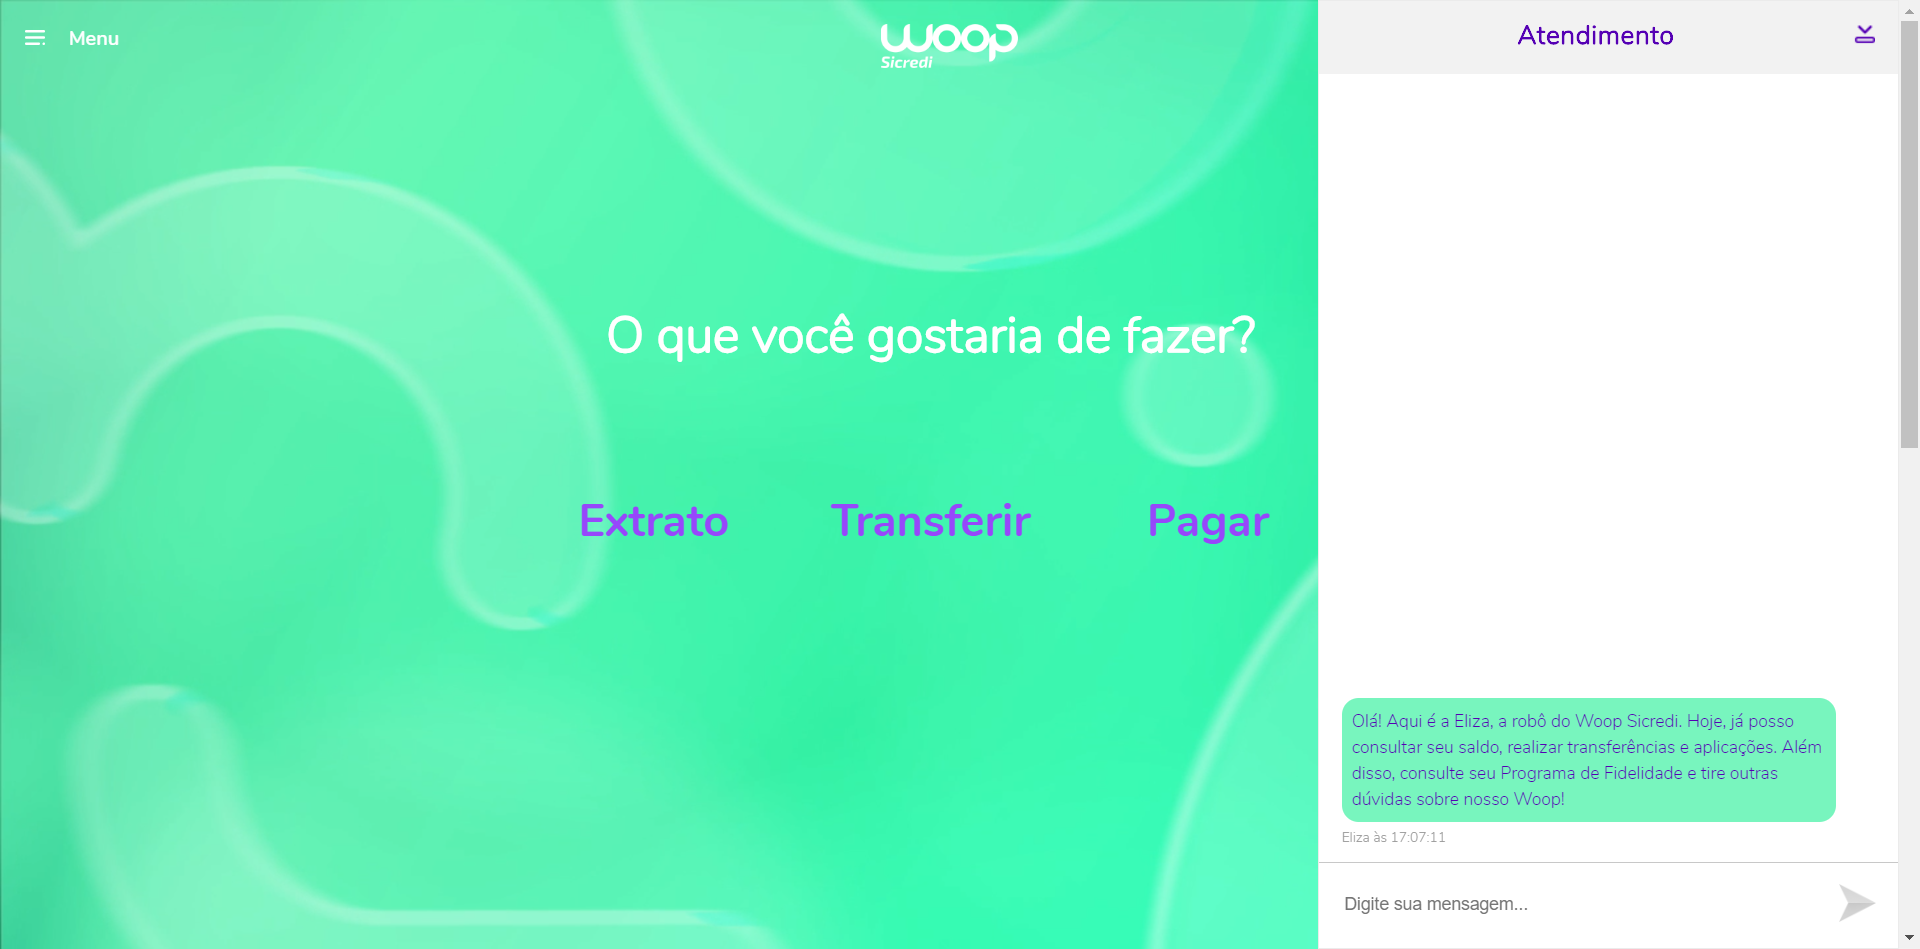 Menu
woop
Sicredi
O que você gostaria de fazer?
Extrato
Transferir
Pagar
Atendimento
Olá! Aqui é a Eliza, a robô do Woop Sicredi. Hoje, já posso
consultar seu saldo, realizar transferências e aplicações. Além
disso, consulte seu Programa de Fidelidade e tire outras
dúvidas sobre nosso Woop!
Eliza às 17:07:11
Digite sua mensagem...